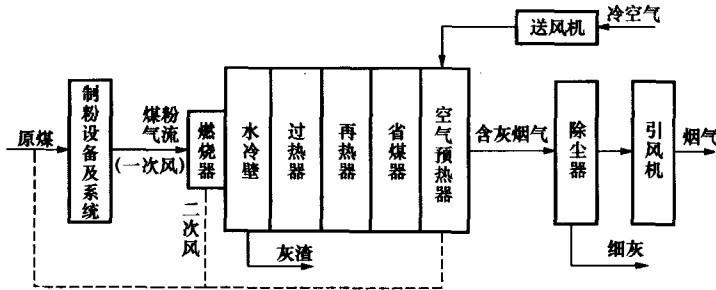 送风机
冷空气
原煤
制粉设备及系统
煤粉
气流
(一次风)
燃烧器
水冷壁
过热器
再热器
省煤器
空气预热器
含灰烟气
除尘器
引风机
烟气
二次风
灰渣
细灰